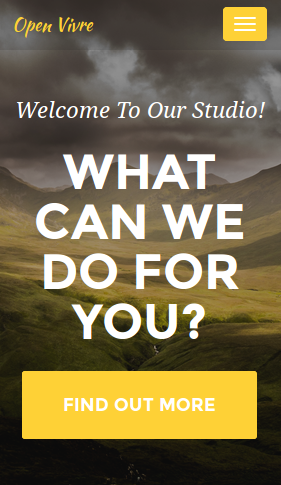 Open Vivre
Welcome To Our Studio!
WHAT
CAN WE
DO FOR
YOU?
FIND OUT MORE